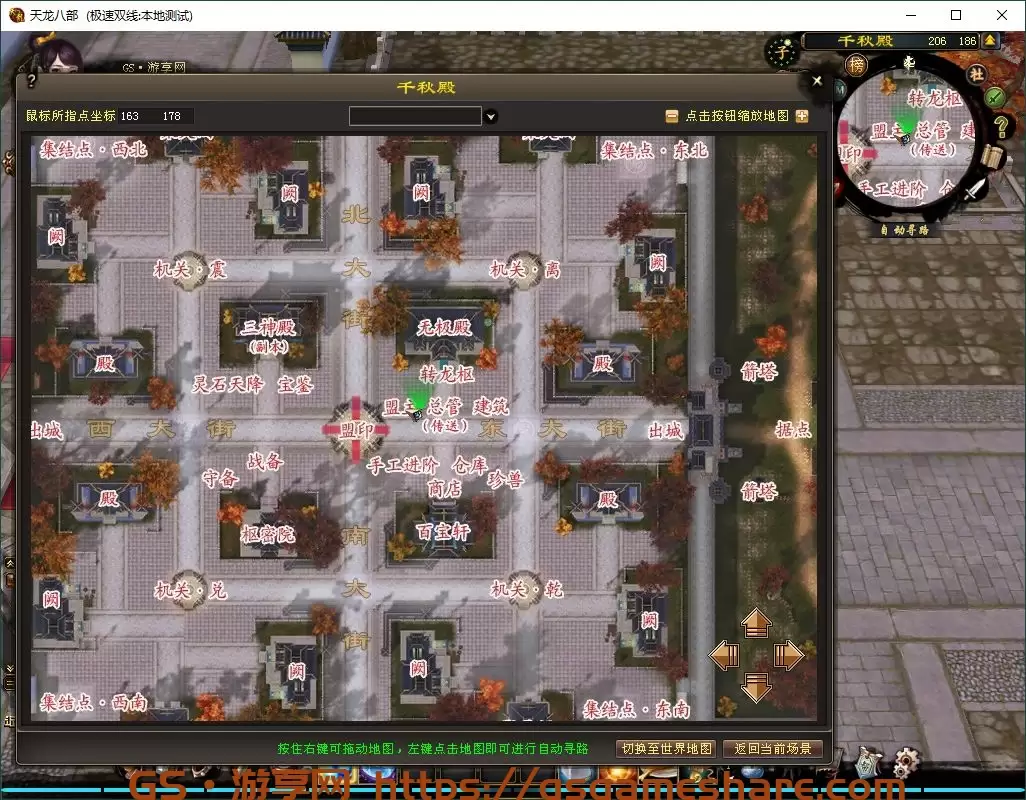 天龙八部 (极速双线:本地测试)
千秋殿 206 186
GS·游享网
千秋殿
榜
社
鼠标所指点坐标 163 178
点击按钮缩放地图
M
转龙枢
总管 建
(传送)
手工进阶 仓
自动寻路
集结点·西北
集结点·东北
阙
阙
阙
阙
北
大
街
机关·震
机关·离
三神殿
(副本)
无极殿
殿
殿
转龙枢
箭塔
灵石天降 宝鉴
盟主 总管 建筑
(传送)
出城 西 大 街
盟印
东 大 街 出城
据点
战备
守备
手工进阶 仓库
珍兽
商店
箭塔
殿
殿
枢密院
百宝轩
南
大
街
机关·兑
机关·乾
阙
阙
阙
阙
集结点·西南
集结点·东南
按住右键可拖动地图，左键点击地图即可进行自动寻路
切换至世界地图
返回当前场景
GS·游享网 https://gsgameshare.com